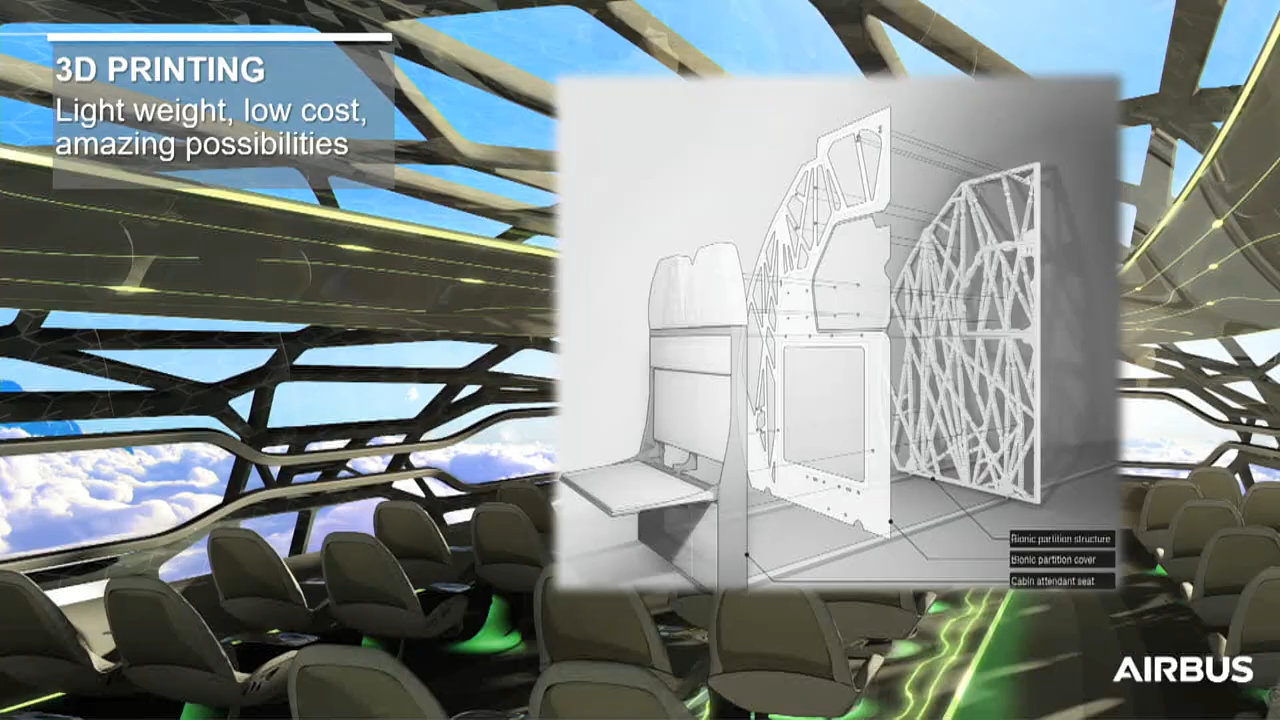 3D PRINTING
Light weight, low cost,
amazing possibilities
Bionic partition structure
Bionic partition cover
Cabin attendant seat
AIRBUS